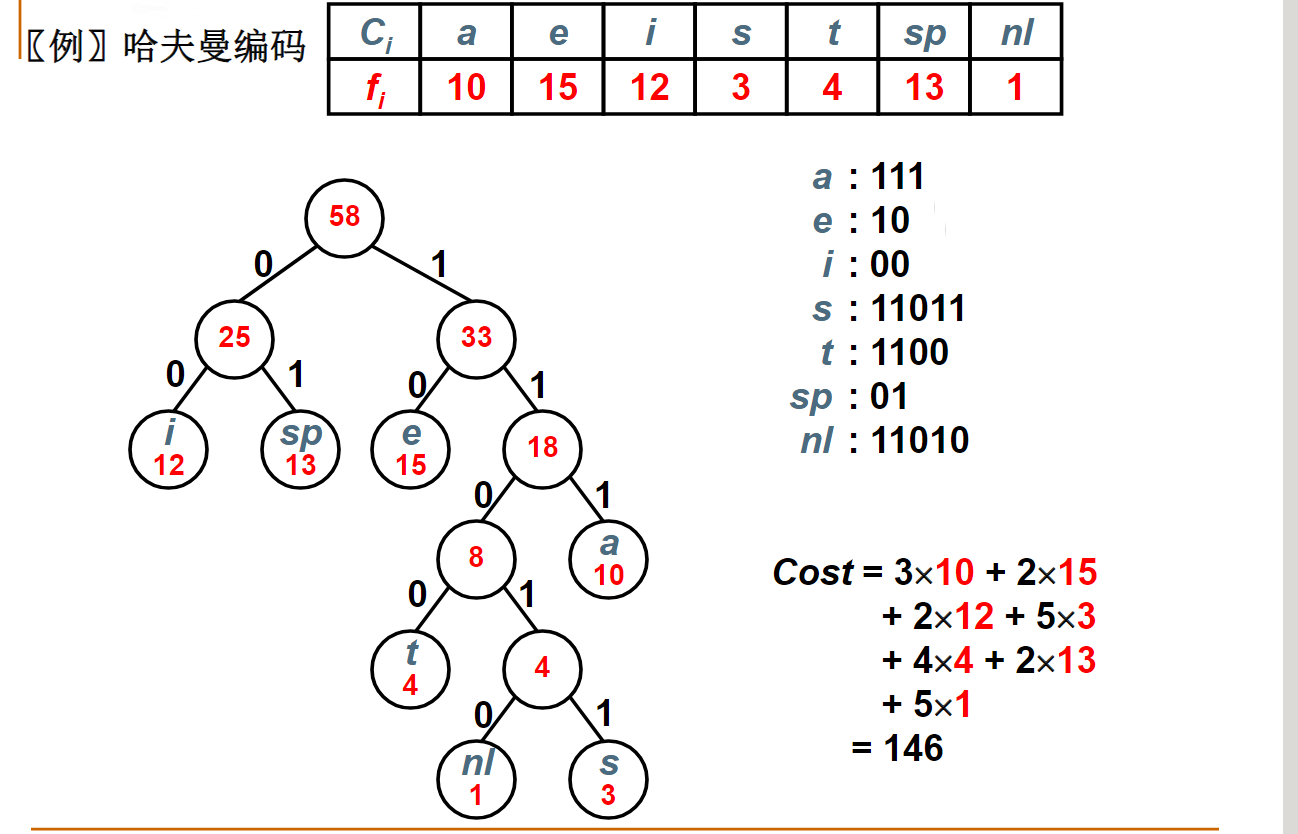 〖例〗哈夫曼编码
Ci a e i s t sp nl
fi 10 15 12 3 4 13 1
58
0 1
25 33
0 1 0 1
i sp e 18
12 13 15
0 1
8 a
10
0 1
t 4
4
0 1
nl s
1 3
a : 111
e : 10
i : 00
s : 11011
t : 1100
sp : 01
nl : 11010
Cost = 3×10 + 2×15
+ 2×12 + 5×3
+ 4×4 + 2×13
+ 5×1
= 146